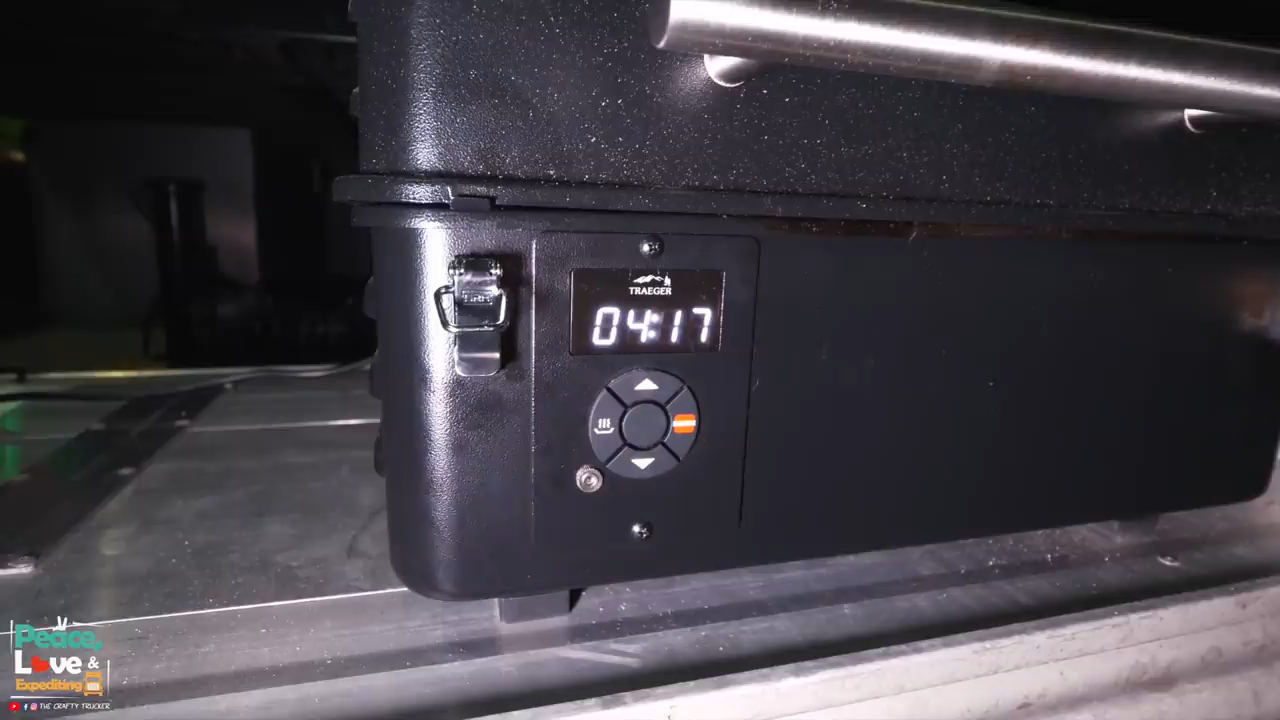 TRAEGER
04:17
Peace,
Love &
Expediting
THE CRAFTY TRUCKER